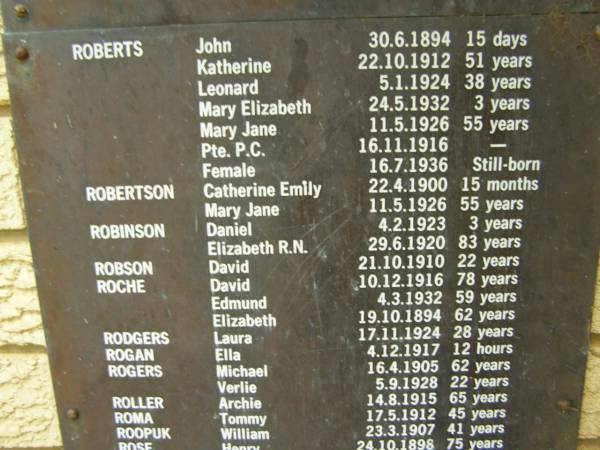 ROBERTS John 30.6.1894 15 days
Katherine 22.10.1912 51 years
Leonard 5.1.1924 38 years
Mary Elizabeth 24.5.1932 3 years
Mary Jane 11.5.1926 55 years
Pte. P.C. 16.11.1916 —
Female 16.7.1936 Still-born
ROBERTSON Catherine Emily 22.4.1900 15 months
Mary Jane 11.5.1926 55 years
ROBINSON Daniel 4.2.1923 3 years
Elizabeth R.N. 29.6.1920 83 years
ROBSON David 21.10.1910 22 years
ROCHE David 10.12.1916 78 years
Edmund 4.3.1932 59 years
Elizabeth 19.10.1894 62 years
RODGERS Laura 17.11.1924 28 years
ROGAN Ella 4.12.1917 12 hours
ROGERS Michael 16.4.1905 62 years
Verlie 5.9.1928 22 years
ROLLER Archie 14.8.1915 65 years
ROMA Tommy 17.5.1912 45 years
ROOPUK William 23.3.1907 41 years
ROSE Henry 24.10.1898 75 years